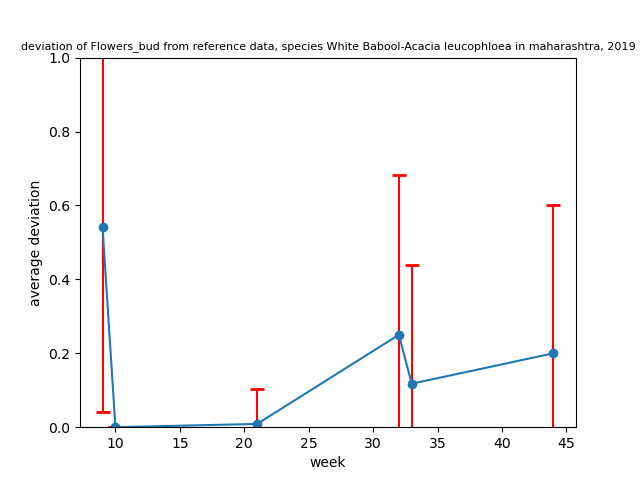 deviation of Flowers_bud from reference data, species White Babool-Acacia leucophloea in maharashtra, 2019
1.0
0.8
0.6
0.4
0.2
0.0
average deviation
10 15 20 25 30 35 40 45
week